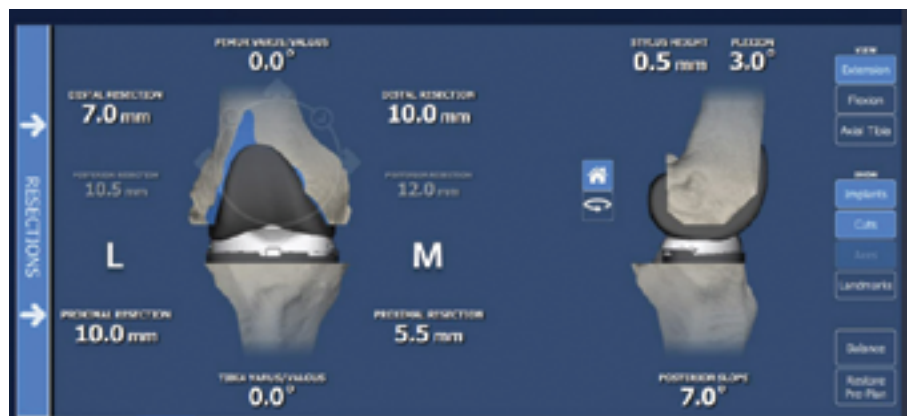 RESECTIONS
FEMUR VARUS/VALGUS
0.0°
DISTAL RESECTION
7.0 mm
DISTAL RESECTION
10.0 mm
POSTERIOR RESECTION
10.5 mm
POSTERIOR RESECTION
12.0 mm
L
M
PROXIMAL RESECTION
10.0 mm
PROXIMAL RESECTION
5.5 mm
TIBIA VARUS/VALGUS
0.0°
STYLUS HEIGHT
0.5 mm
FLEXION
3.0°
POSTERIOR SLOPE
7.0°
VIEW
Extension
Flexion
Axial Tibia
SHOW
Implants
Cuts
Axes
Landmarks
Balance
Restore
Pre-Plan